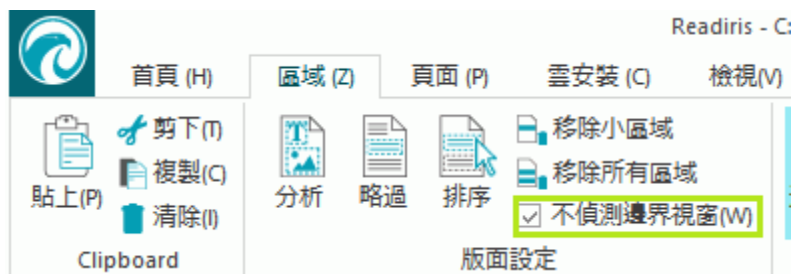 Readiris - C:
首頁 (H) 區域 (Z) 頁面 (P) 雲安裝 (C) 檢視(V)
貼上(P)
剪下(T)
複製(C)
清除(I)
Clipboard
分析
略過
排序
移除小區域
移除所有區域
不偵測邊界視窗(W)
版面設定